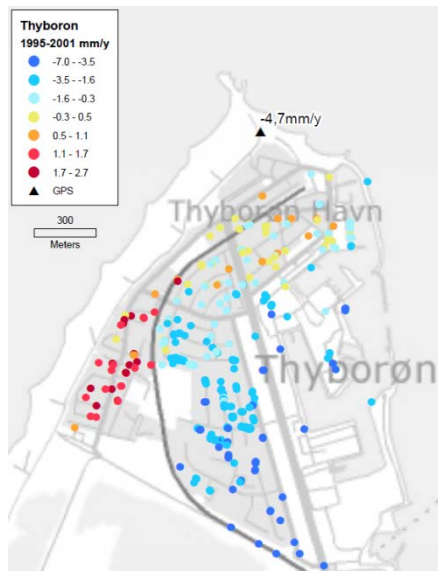 Thyboron
1995-2001 mm/y
-7.0 - -3.5
-3.5 - -1.6
-1.6 - -0.3
-0.3 - 0.5
0.5 - 1.1
1.1 - 1.7
1.7 - 2.7
GPS
-4,7mm/y
300
Meters
Thyborøn Havn
Thyborøn